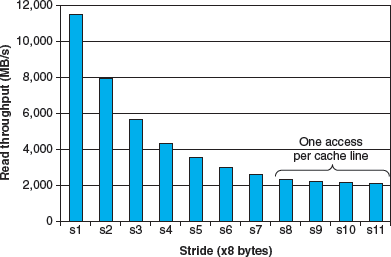 12,000
10,000
8,000
6,000
4,000
2,000
0
Read throughput (MB/s)
One access
per cache line
s1 s2 s3 s4 s5 s6 s7 s8 s9 s10 s11
Stride (x8 bytes)